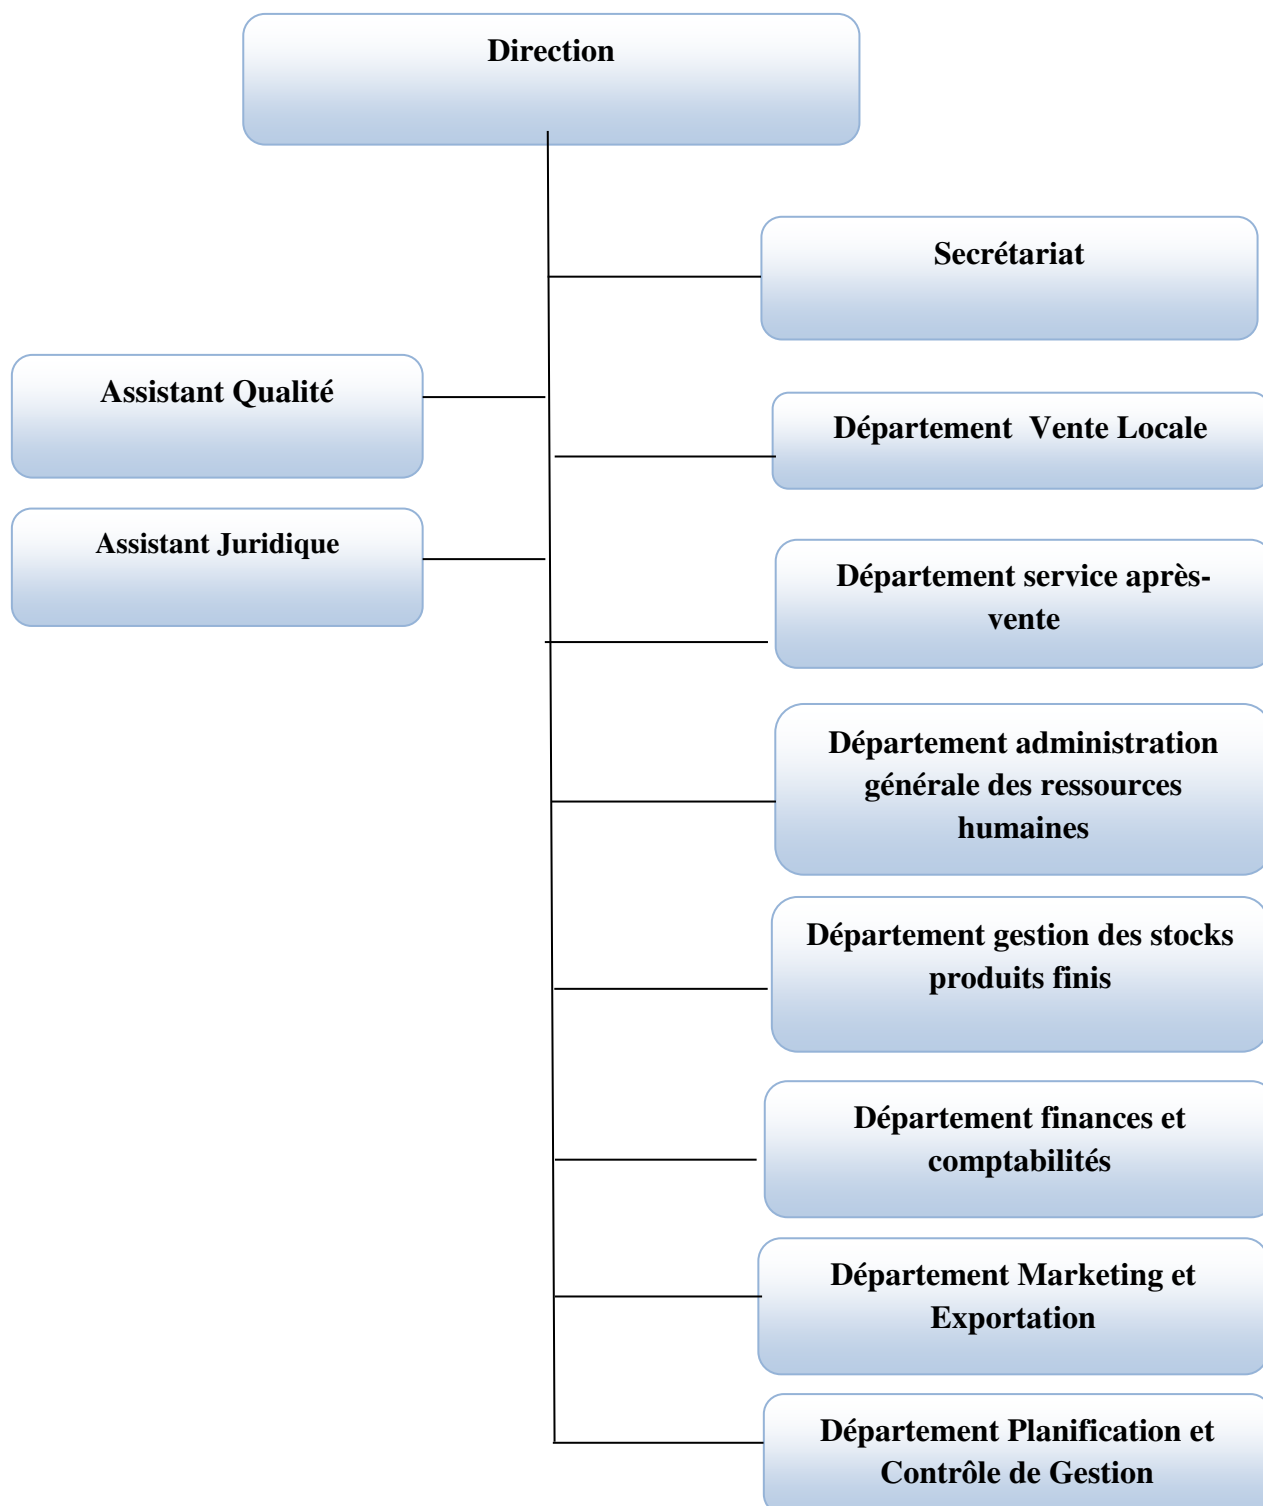 Direction
Secrétariat
Assistant Qualité
Département  Vente Locale
Assistant Juridique
Département service après-
vente
Département administration
générale des ressources
humaines
Département gestion des stocks
produits finis
Département finances et
comptabilités
Département Marketing et
Exportation
Département Planification et
Contrôle de Gestion